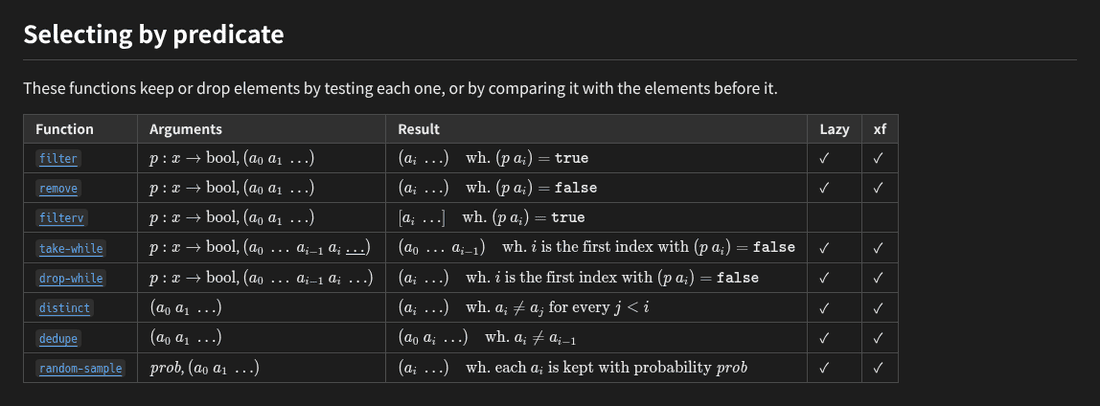 Selecting by predicate
These functions keep or drop elements by testing each one, or by comparing it with the elements before it.
Function Arguments Result Lazy xf
filter p : x → bool, (a₀ a₁ …) (aᵢ …) wh. (p aᵢ) = true ✓ ✓
remove p : x → bool, (a₀ a₁ …) (aᵢ …) wh. (p aᵢ) = false ✓ ✓
filterv p : x → bool, (a₀ a₁ …) [aᵢ …] wh. (p aᵢ) = true
take-while p : x → bool, (a₀ … aᵢ₋₁ aᵢ …) (a₀ … aᵢ₋₁) wh. i is the first index with (p aᵢ) = false ✓ ✓
drop-while p : x → bool, (a₀ … aᵢ₋₁ aᵢ …) (aᵢ …) wh. i is the first index with (p aᵢ) = false ✓ ✓
distinct (a₀ a₁ …) (aᵢ …) wh. aᵢ ≠ aⱼ for every j < i ✓ ✓
dedupe (a₀ a₁ …) (a₀ aᵢ …) wh. aᵢ ≠ aᵢ₋₁ ✓ ✓
random-sample prob, (a₀ a₁ …) (aᵢ …) wh. each aᵢ is kept with probability prob ✓ ✓